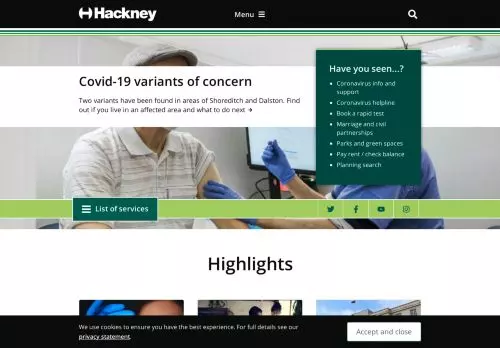 Hackney
Menu
Covid-19 variants of concern
Two variants have been found in areas of Shoreditch and Dalston. Find
out if you live in an affected area and what to do next →
Have you seen...?
Coronavirus info and
support
Coronavirus helpline
Book a rapid test
Marriage and civil
partnerships
Parks and green spaces
Pay rent / check balance
Planning search
List of services
Highlights
We use cookies to ensure you have the best experience. For full details see our
privacy statement.
Accept and close